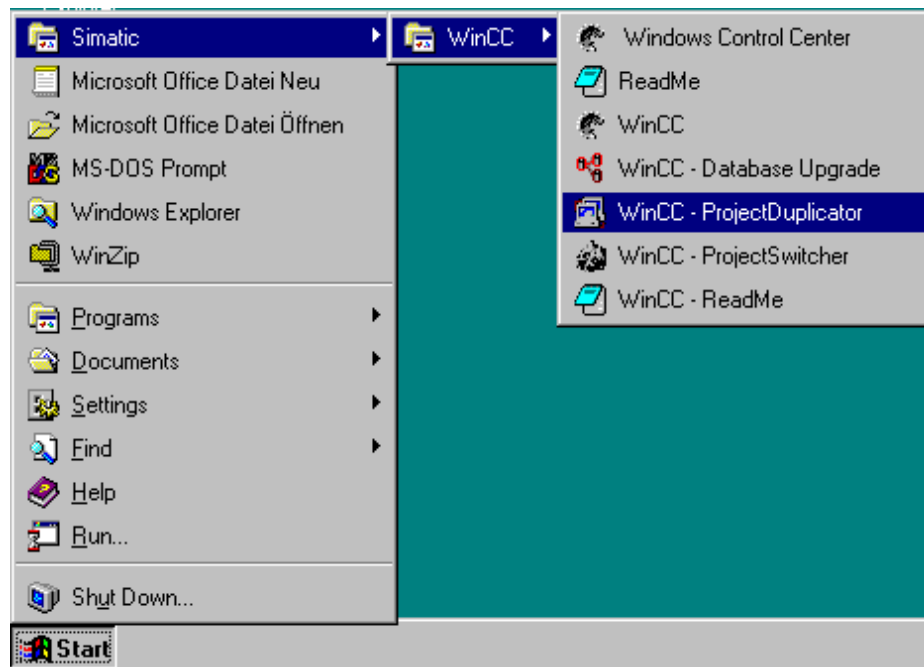 Simatic
Microsoft Office Datei Neu
Microsoft Office Datei Öffnen
MS-DOS Prompt
Windows Explorer
WinZip
Programs
Documents
Settings
Find
Help
Run...
Shut Down...
Start
WinCC
Windows Control Center
ReadMe
WinCC
WinCC - Database Upgrade
WinCC - ProjectDuplicator
WinCC - ProjectSwitcher
WinCC - ReadMe